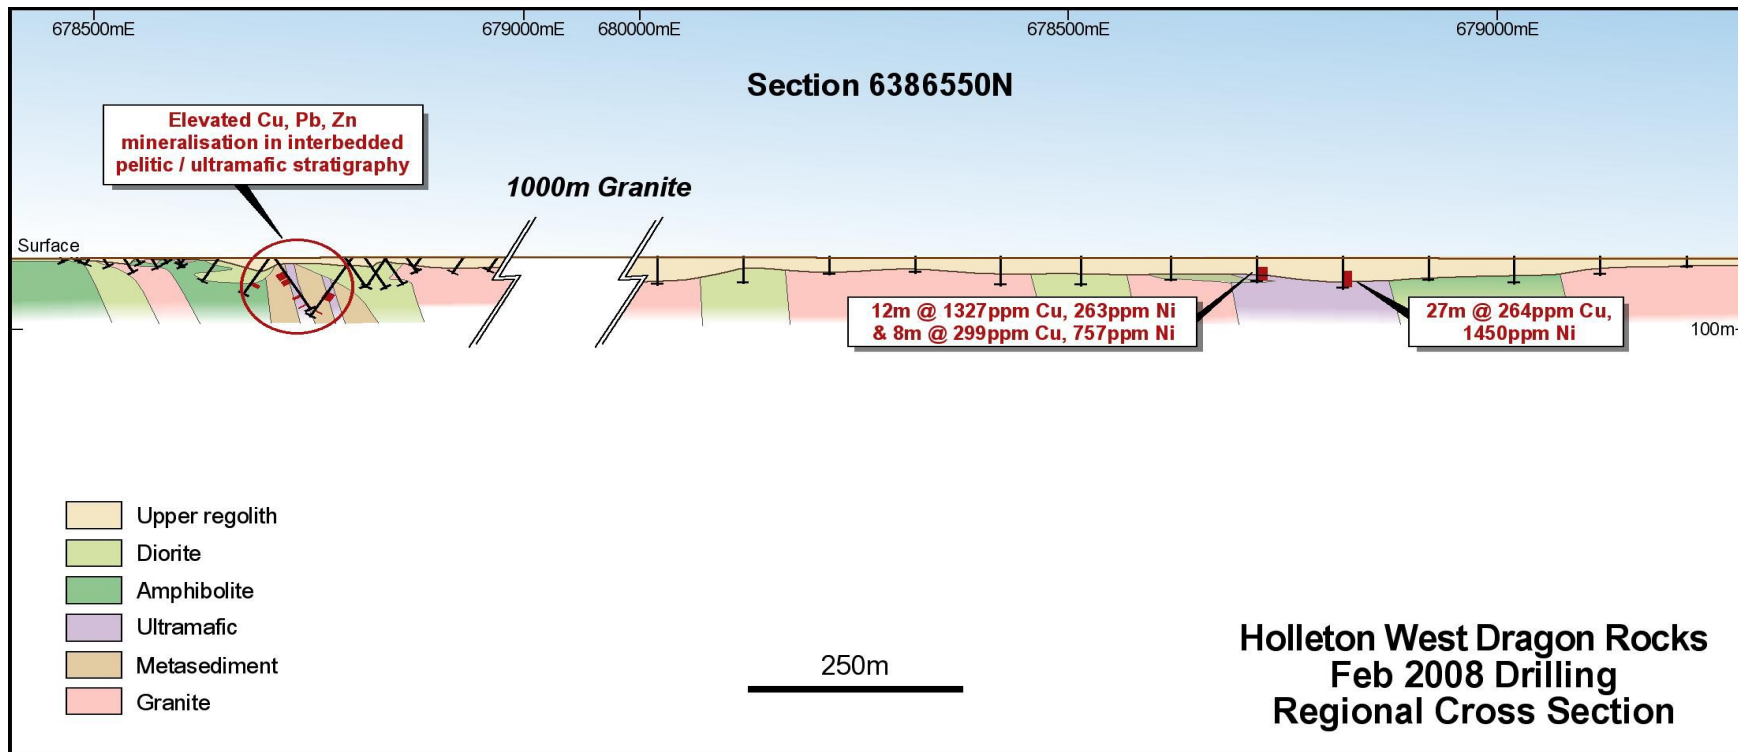 678500mE
679000mE
680000mE
678500mE
679000mE
Section 6386550N
Elevated Cu, Pb, Zn
mineralisation in interbedded
pelitic / ultramafic stratigraphy
1000m Granite
Surface
12m @ 1327ppm Cu, 263ppm Ni
& 8m @ 299ppm Cu, 757ppm Ni
27m @ 264ppm Cu,
1450ppm Ni
100m
Upper regolith
Diorite
Amphibolite
Ultramafic
Metasediment
Granite
250m
Holleton West Dragon Rocks
Feb 2008 Drilling
Regional Cross Section